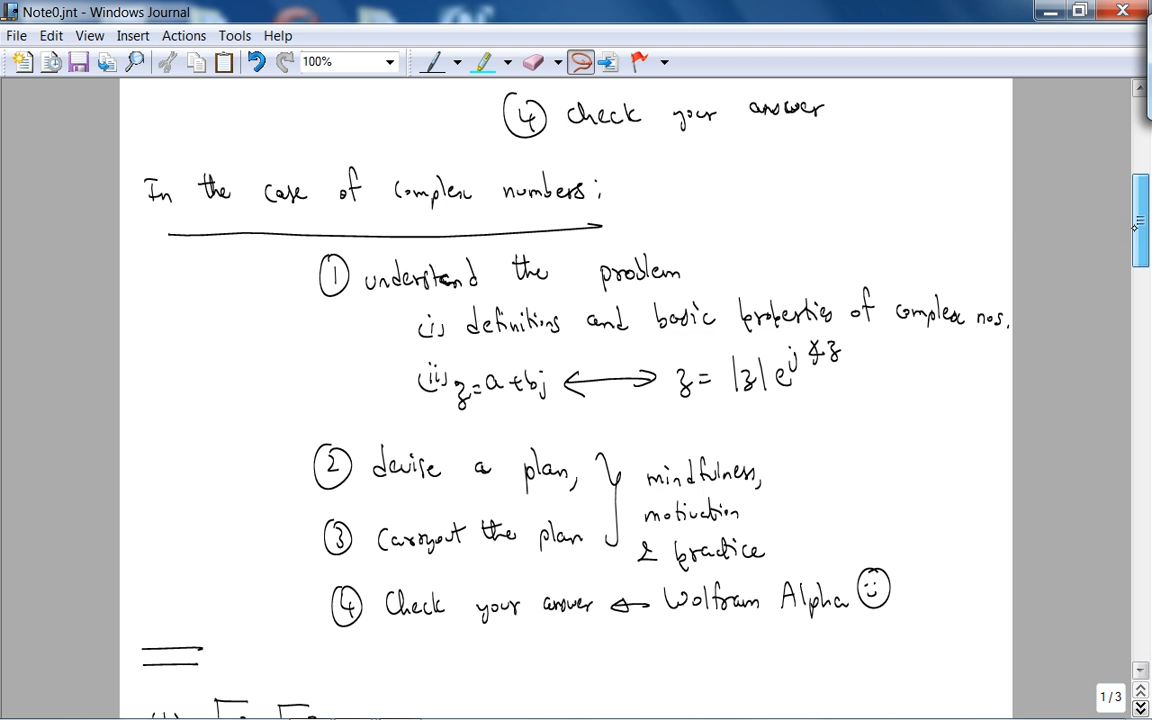 Note0.jnt - Windows Journal
File Edit View Insert Actions Tools Help
100%
④ check your answer
In the case of complex numbers:
① understand the problem
(i) definitions and basic properties of complex nos.
(ii) z=a+bj ⟷ z= |z| e^{j∡z}
② devise a plan, } mindfulness,
motivation
③ carryout the plan & practice
④ Check your answer ← Wolfram Alpha ☺
1 / 3